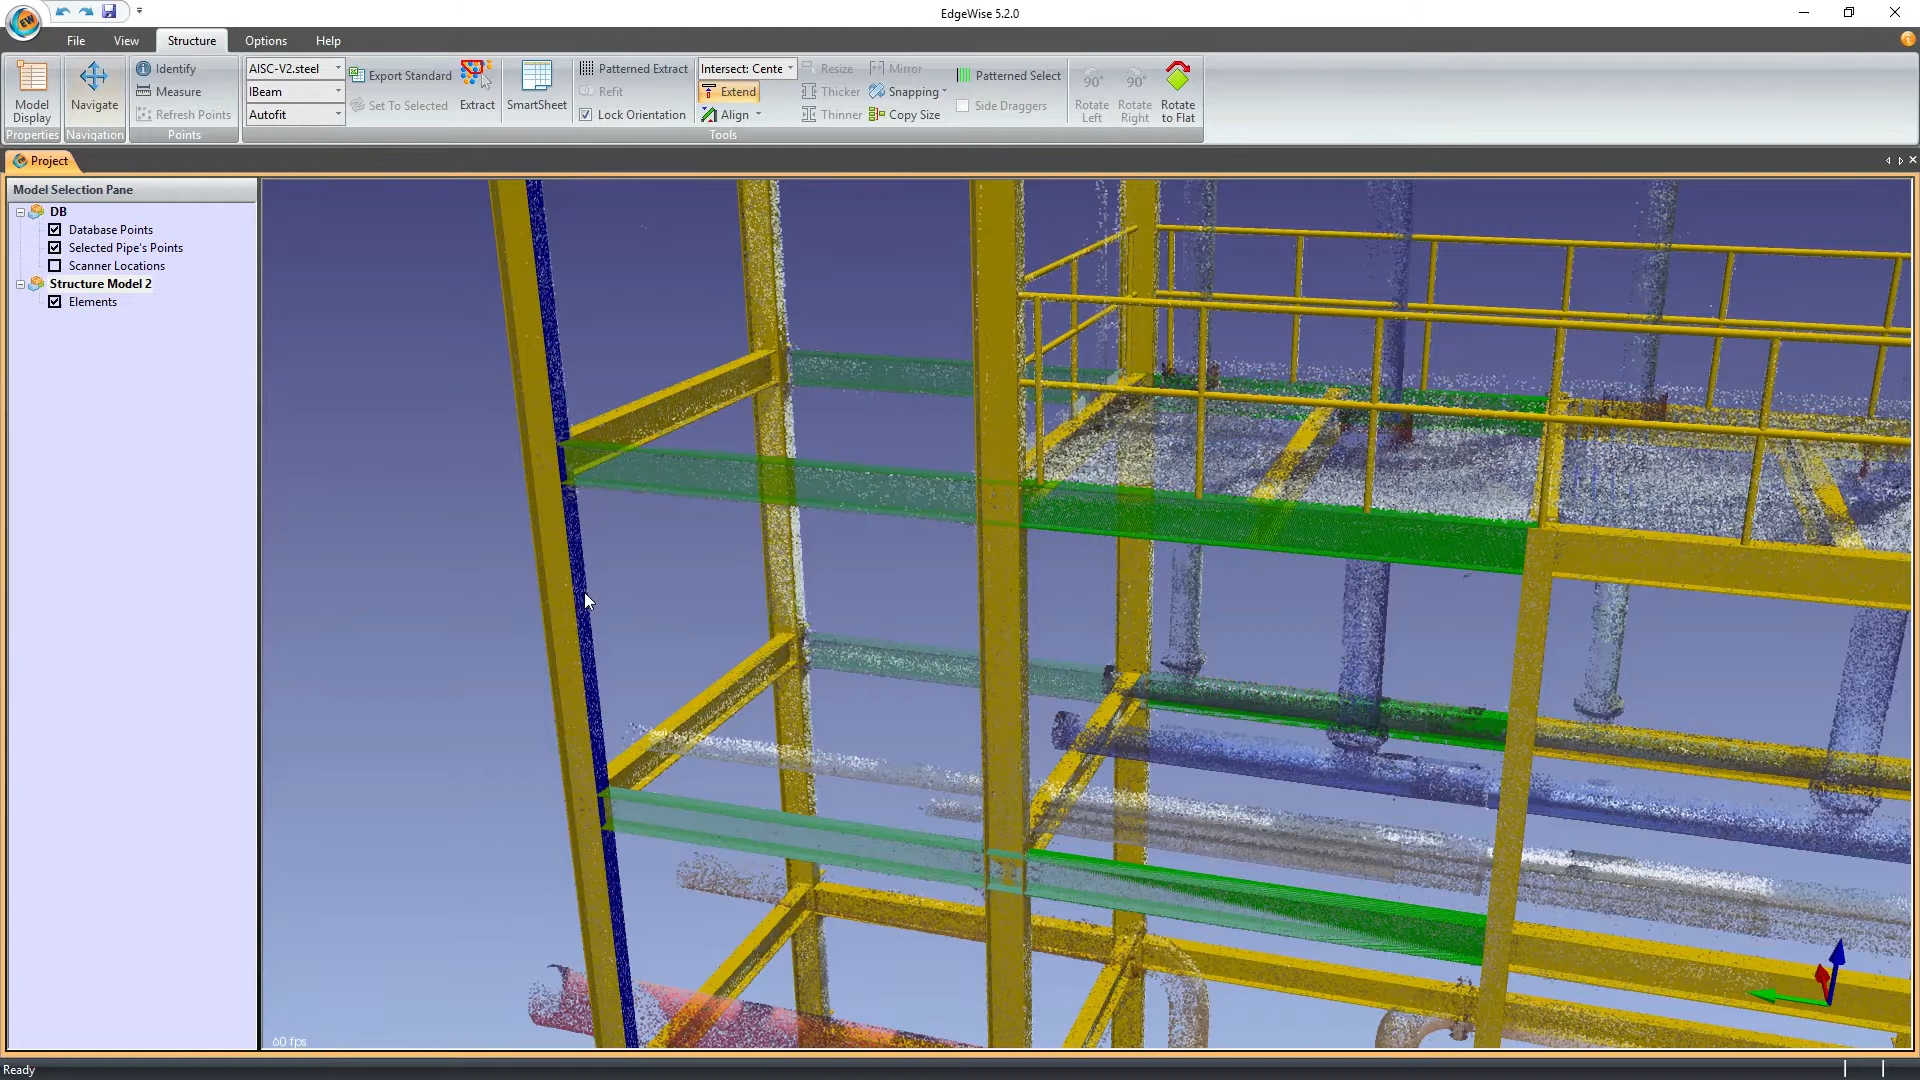 EdgeWise 5.2.0
EW
File View Structure Options Help
Model Display
Navigate
Identify
Measure
Refresh Points
AISC-V2.steel
IBeam
Autofit
Export Standard
Set To Selected
Extract
SmartSheet
Patterned Extract
Refit
Lock Orientation
Intersect: Cente
Extend
Align
Resize
Thicker
Thinner
Mirror
Snapping
Copy Size
Patterned Select
Side Draggers
90°
Rotate Left
90°
Rotate Right
Rotate to Flat
Properties Navigation Points Tools
Project
Model Selection Pane
DB
Database Points
Selected Pipe's Points
Scanner Locations
Structure Model 2
Elements
60 fps
Ready